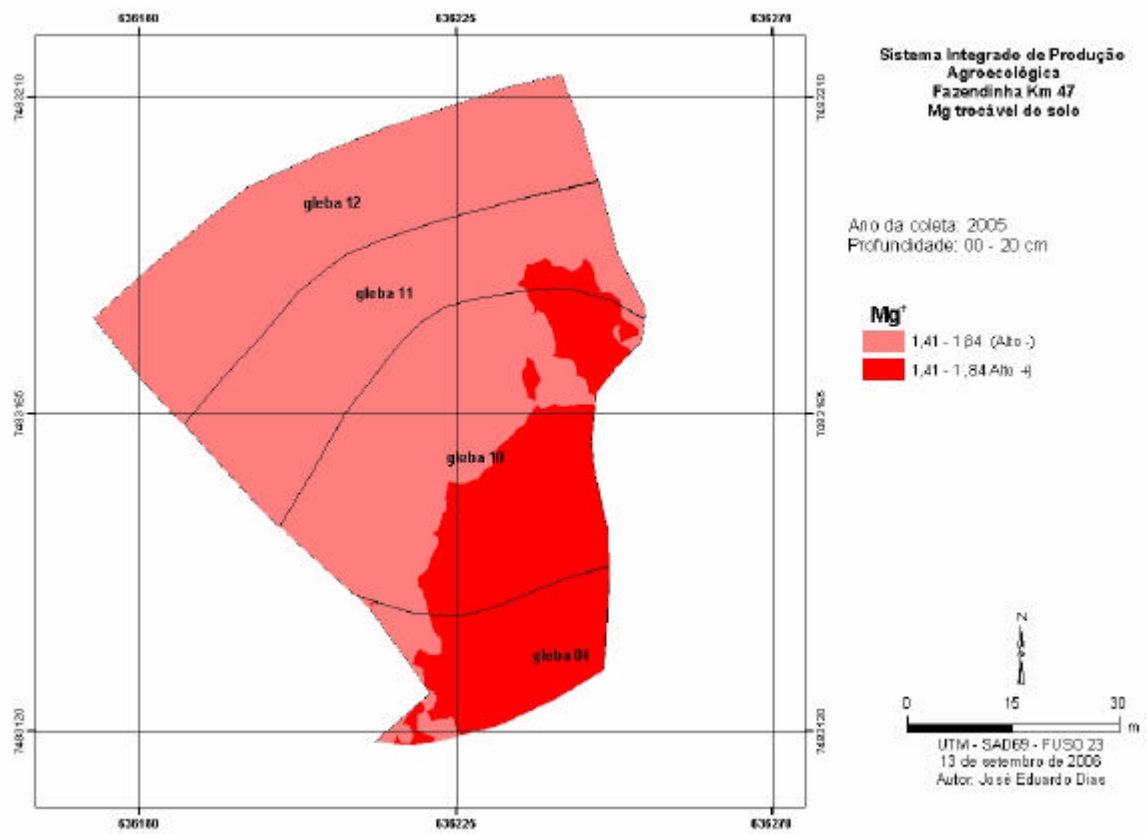 636180 636225 636270
Sistema Integrado de Produção
Agroecológica
Fazendinha Km 47
Mg trocável do solo
7483210 7483210
gleba 12
Ano da coleta: 2005
Profundidade: 00 - 20 cm
gleba 11
Mg⁺
1,41 - 1,84 (Alto -)
1,41 - 1,84 Alto +)
7483165 7483165
gleba 10
gleba 04
N
0 15 30
m
7483120 7483120
UTM - SAD69 - FUSO 23
13 de setembro de 2006
Autor: José Eduardo Dias
636180 636225 636270